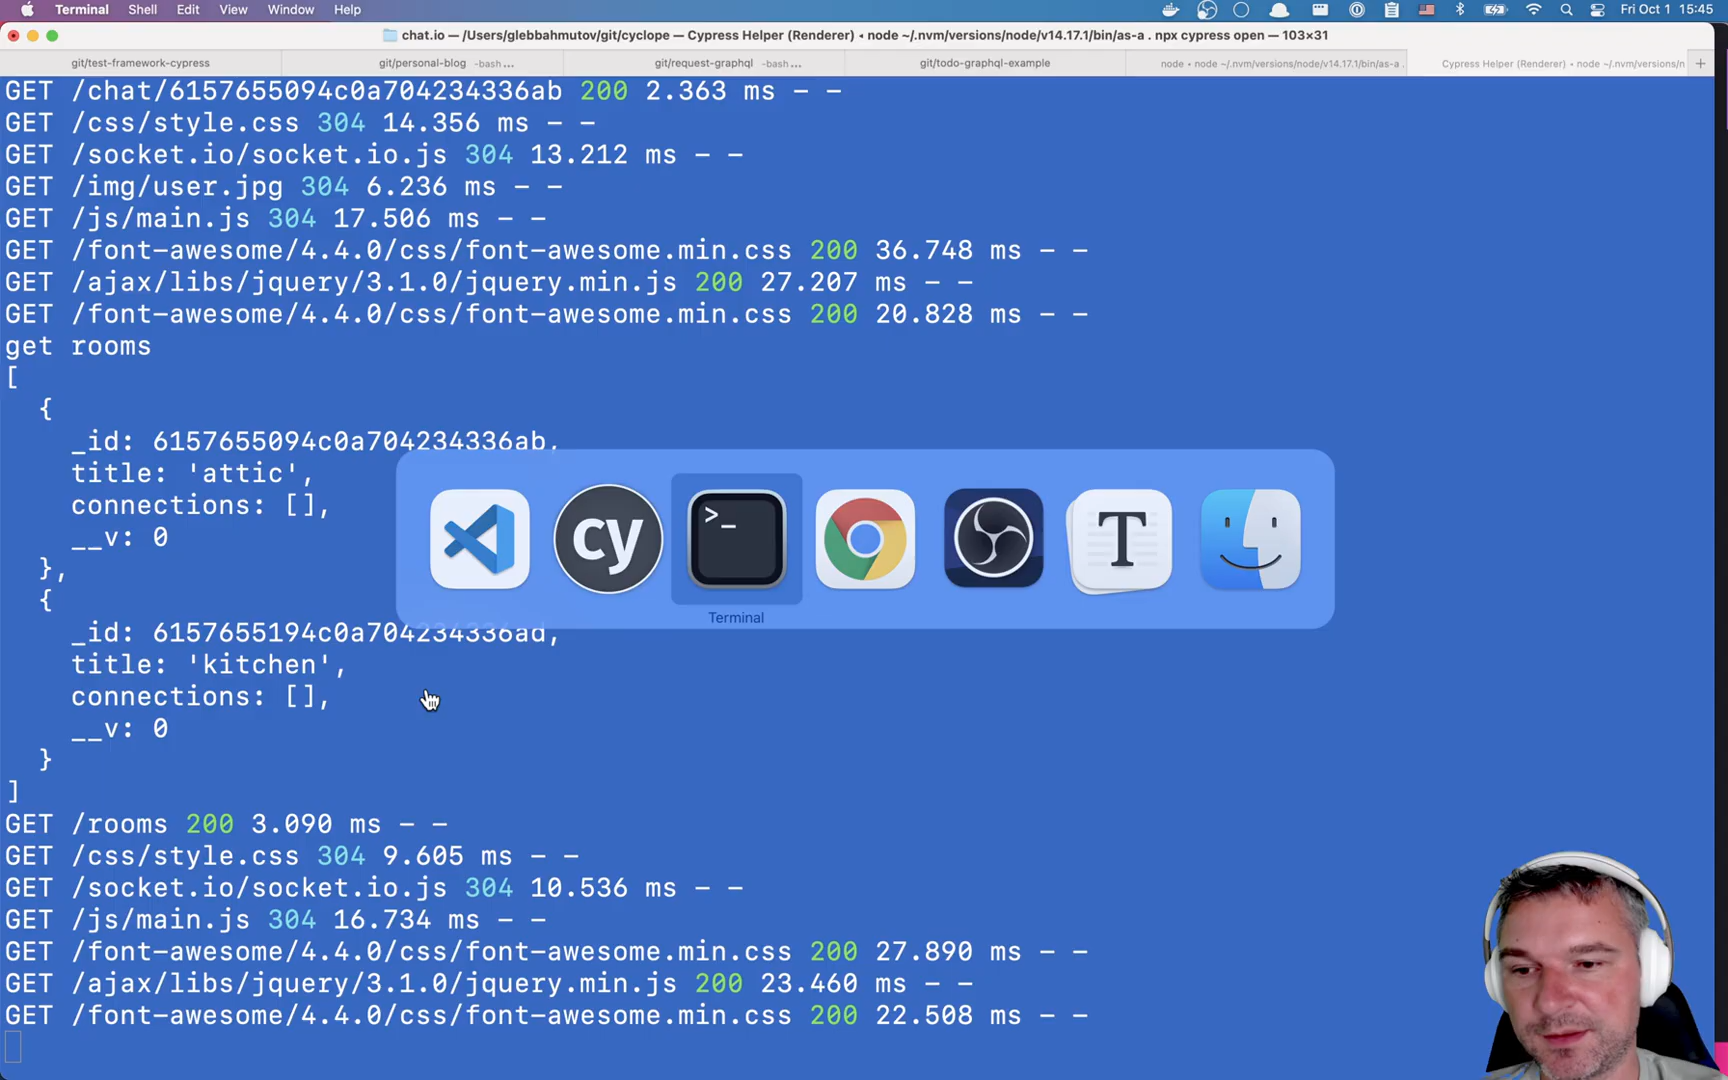 Terminal Shell Edit View Window Help Fri Oct 1 15:45
chat.io — /Users/glebbahmutov/git/cyclope — Cypress Helper (Renderer) ◂ node ~/.nvm/versions/node/v14.17.1/bin/as-a . npx cypress open — 103×31
git/test-framework-cypress git/personal-blog -bash ... git/request-graphql -bash ... git/todo-graphql-example node ◂ node ~/.nvm/versions/node/v14.17.1/bin/as-a . Cypress Helper (Renderer) ◂ node ~/.nvm/versions/n +
GET /chat/6157655094c0a704234336ab 200 2.363 ms - -
GET /css/style.css 304 14.356 ms - -
GET /socket.io/socket.io.js 304 13.212 ms - -
GET /img/user.jpg 304 6.236 ms - -
GET /js/main.js 304 17.506 ms - -
GET /font-awesome/4.4.0/css/font-awesome.min.css 200 36.748 ms - -
GET /ajax/libs/jquery/3.1.0/jquery.min.js 200 27.207 ms - -
GET /font-awesome/4.4.0/css/font-awesome.min.css 200 20.828 ms - -
get rooms
[
{
_id: 6157655094c0a704234336ab,
title: 'attic',
connections: [],
__v: 0
},
{
_id: 6157655194c0a704234336ad,
title: 'kitchen',
connections: [],
__v: 0
}
]
cy
>_
T
Terminal
GET /rooms 200 3.090 ms - -
GET /css/style.css 304 9.605 ms - -
GET /socket.io/socket.io.js 304 10.536 ms - -
GET /js/main.js 304 16.734 ms - -
GET /font-awesome/4.4.0/css/font-awesome.min.css 200 27.890 ms - -
GET /ajax/libs/jquery/3.1.0/jquery.min.js 200 23.460 ms - -
GET /font-awesome/4.4.0/css/font-awesome.min.css 200 22.508 ms - -